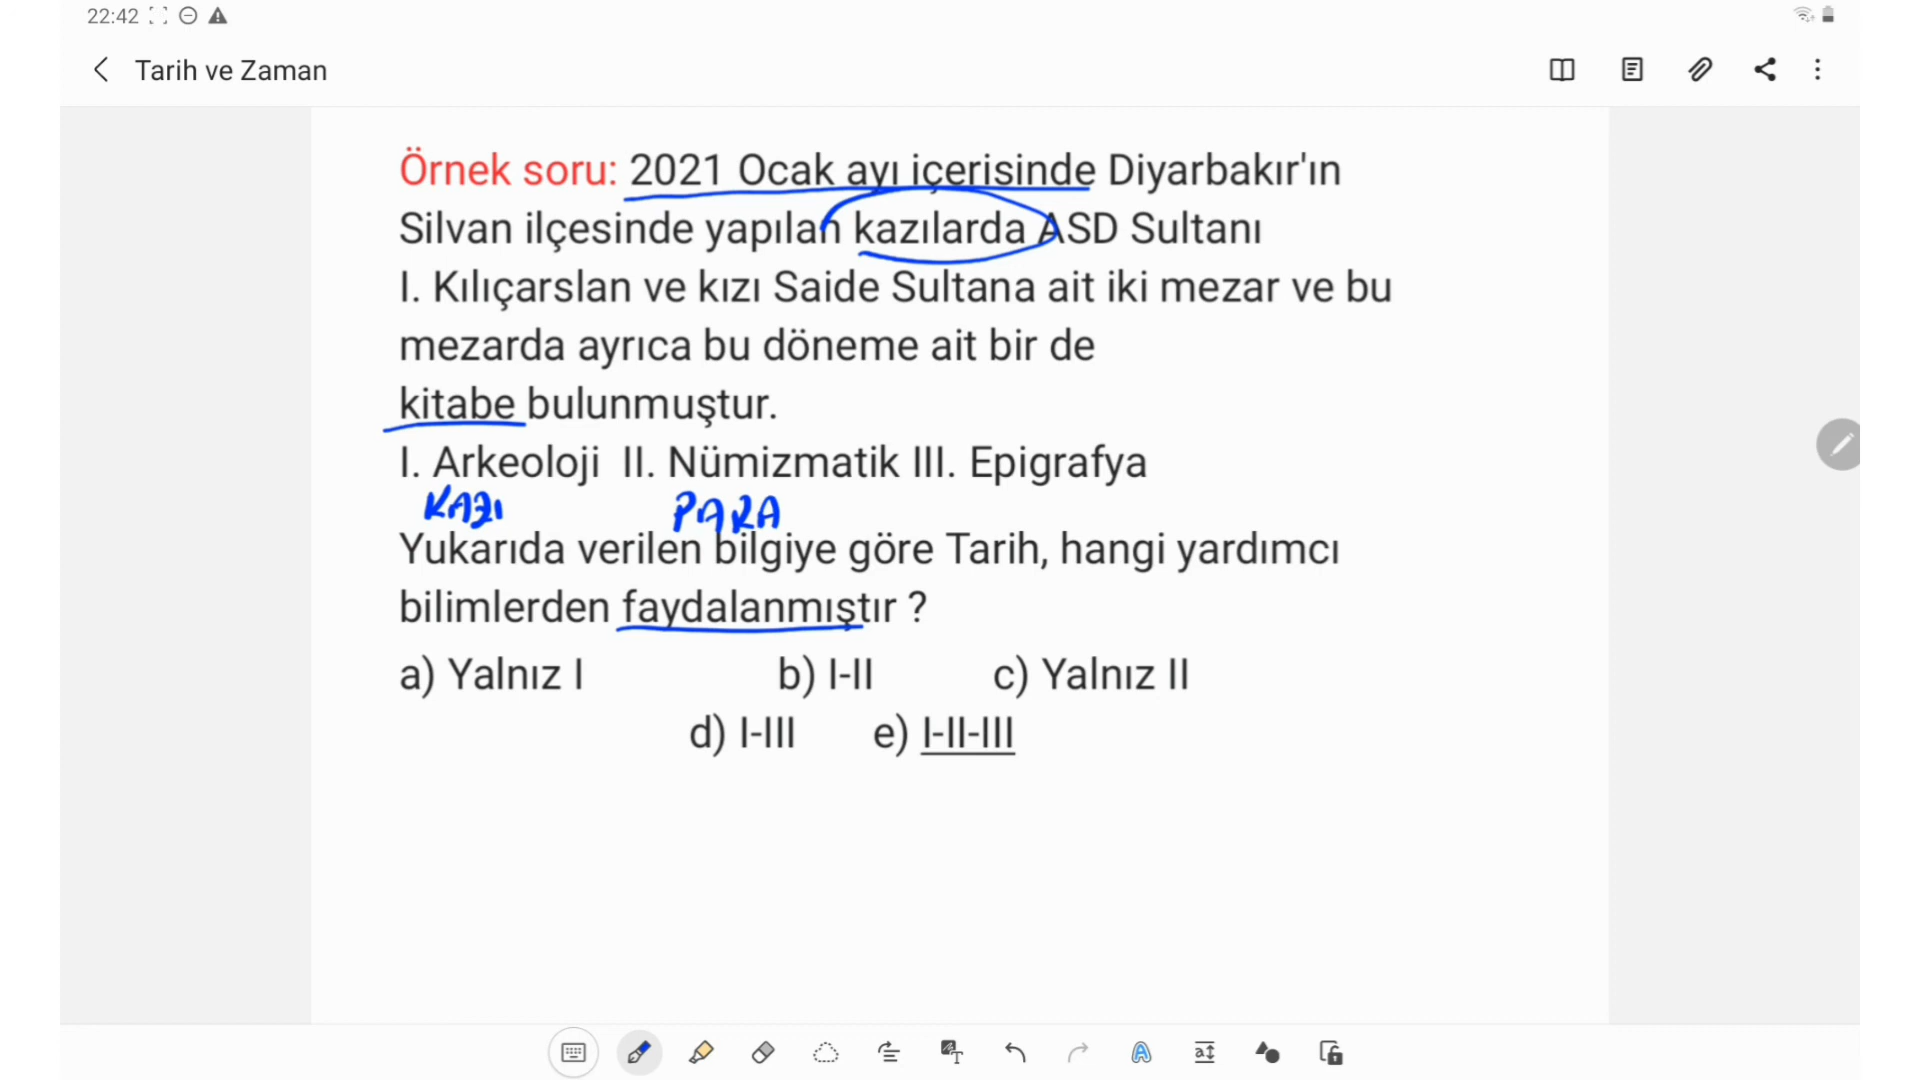 22:42
Tarih ve Zaman
Örnek soru: 2021 Ocak ayı içerisinde Diyarbakır'ın
Silvan ilçesinde yapılan kazılarda ASD Sultanı
I. Kılıçarslan ve kızı Saide Sultana ait iki mezar ve bu
mezarda ayrıca bu döneme ait bir de
kitabe bulunmuştur.
I. Arkeoloji II. Nümizmatik III. Epigrafya
KAZI PARA
Yukarıda verilen bilgiye göre Tarih, hangi yardımcı
bilimlerden faydalanmıştır ?
a) Yalnız I b) I-II c) Yalnız II
d) I-III e) I-II-III